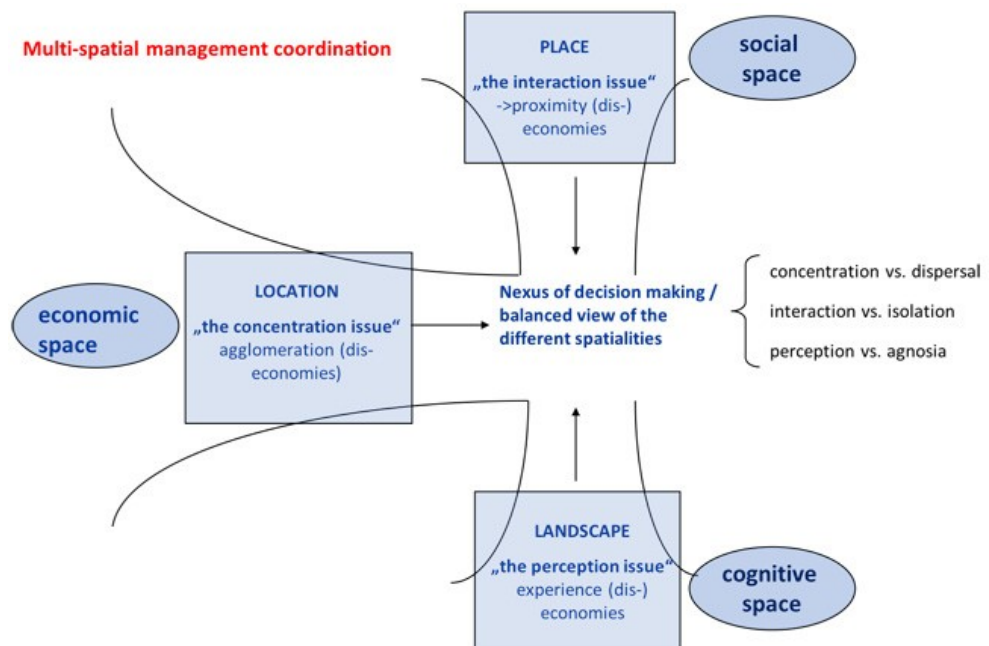 Multi-spatial management coordination
PLACE
„the interaction issue“
->proximity (dis-)
economies
social
space
economic
space
LOCATION
„the concentration issue“
agglomeration (dis-
economies)
Nexus of decision making /
balanced view of the
different spatialities
concentration vs. dispersal
interaction vs. isolation
perception vs. agnosia
LANDSCAPE
„the perception issue“
experience (dis-)
economies
cognitive
space